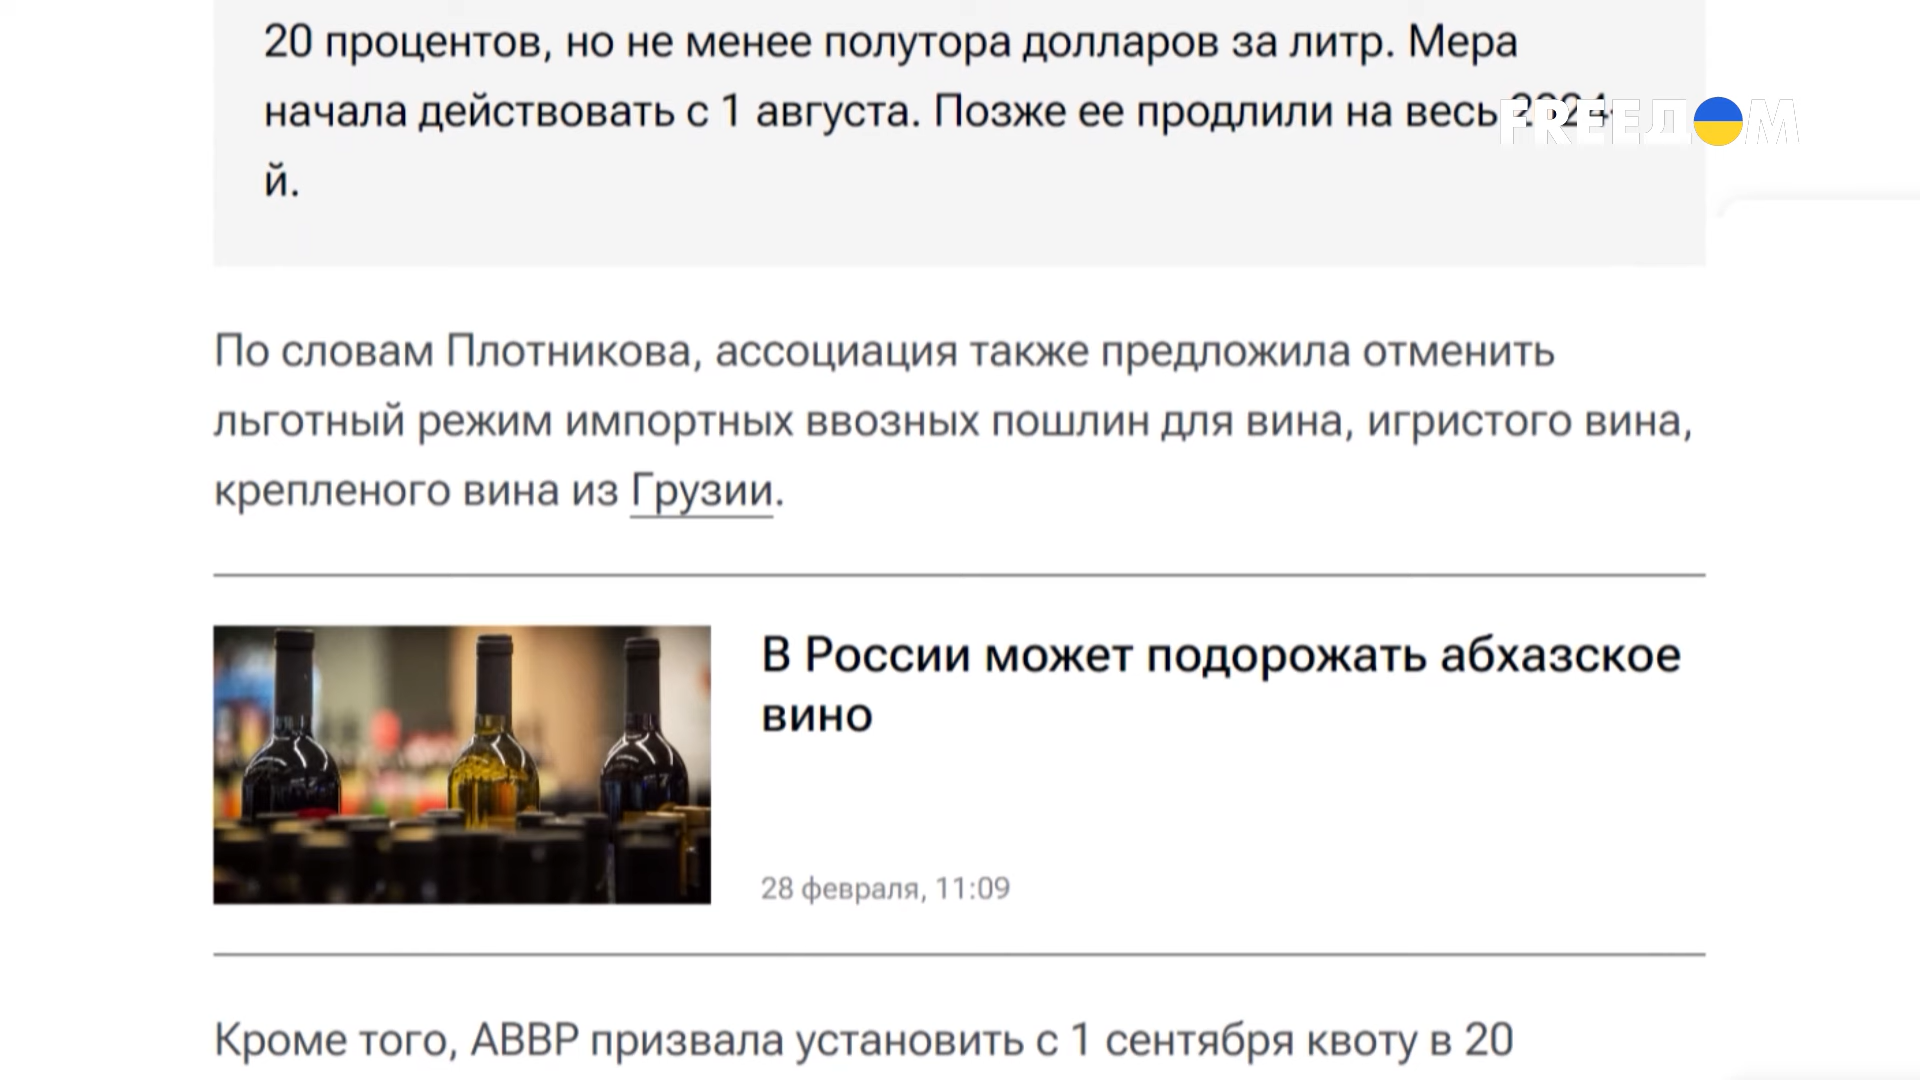 20 процентов, но не менее полутора долларов за литр. Мера
начала действовать с 1 августа. Позже ее продлили на весь 2024-
й.
FREEДОМ
По словам Плотникова, ассоциация также предложила отменить
льготный режим импортных ввозных пошлин для вина, игристого вина,
крепленого вина из Грузии.
В России может подорожать абхазское
вино
28 февраля, 11:09
Кроме того, АВВР призвала установить с 1 сентября квоту в 20